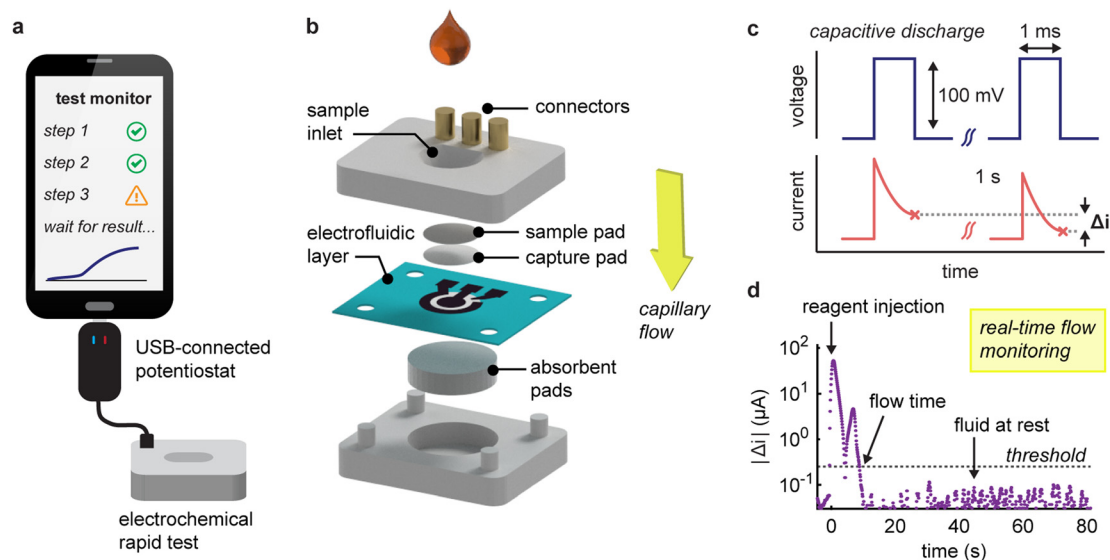 a
test monitor
step 1
step 2
step 3
wait for result...
USB-connected
potentiostat
electrochemical
rapid test
b
sample
inlet
connectors
sample pad
capture pad
electrofluidic
layer
capillary
flow
absorbent
pads
c
capacitive discharge
1 ms
voltage
100 mV
current
1 s
Δi
time
d
reagent injection
real-time flow
monitoring
|Δi| (μA)
10²
10¹
10⁰
10⁻¹
flow time
fluid at rest
threshold
0 20 40 60 80
time (s)